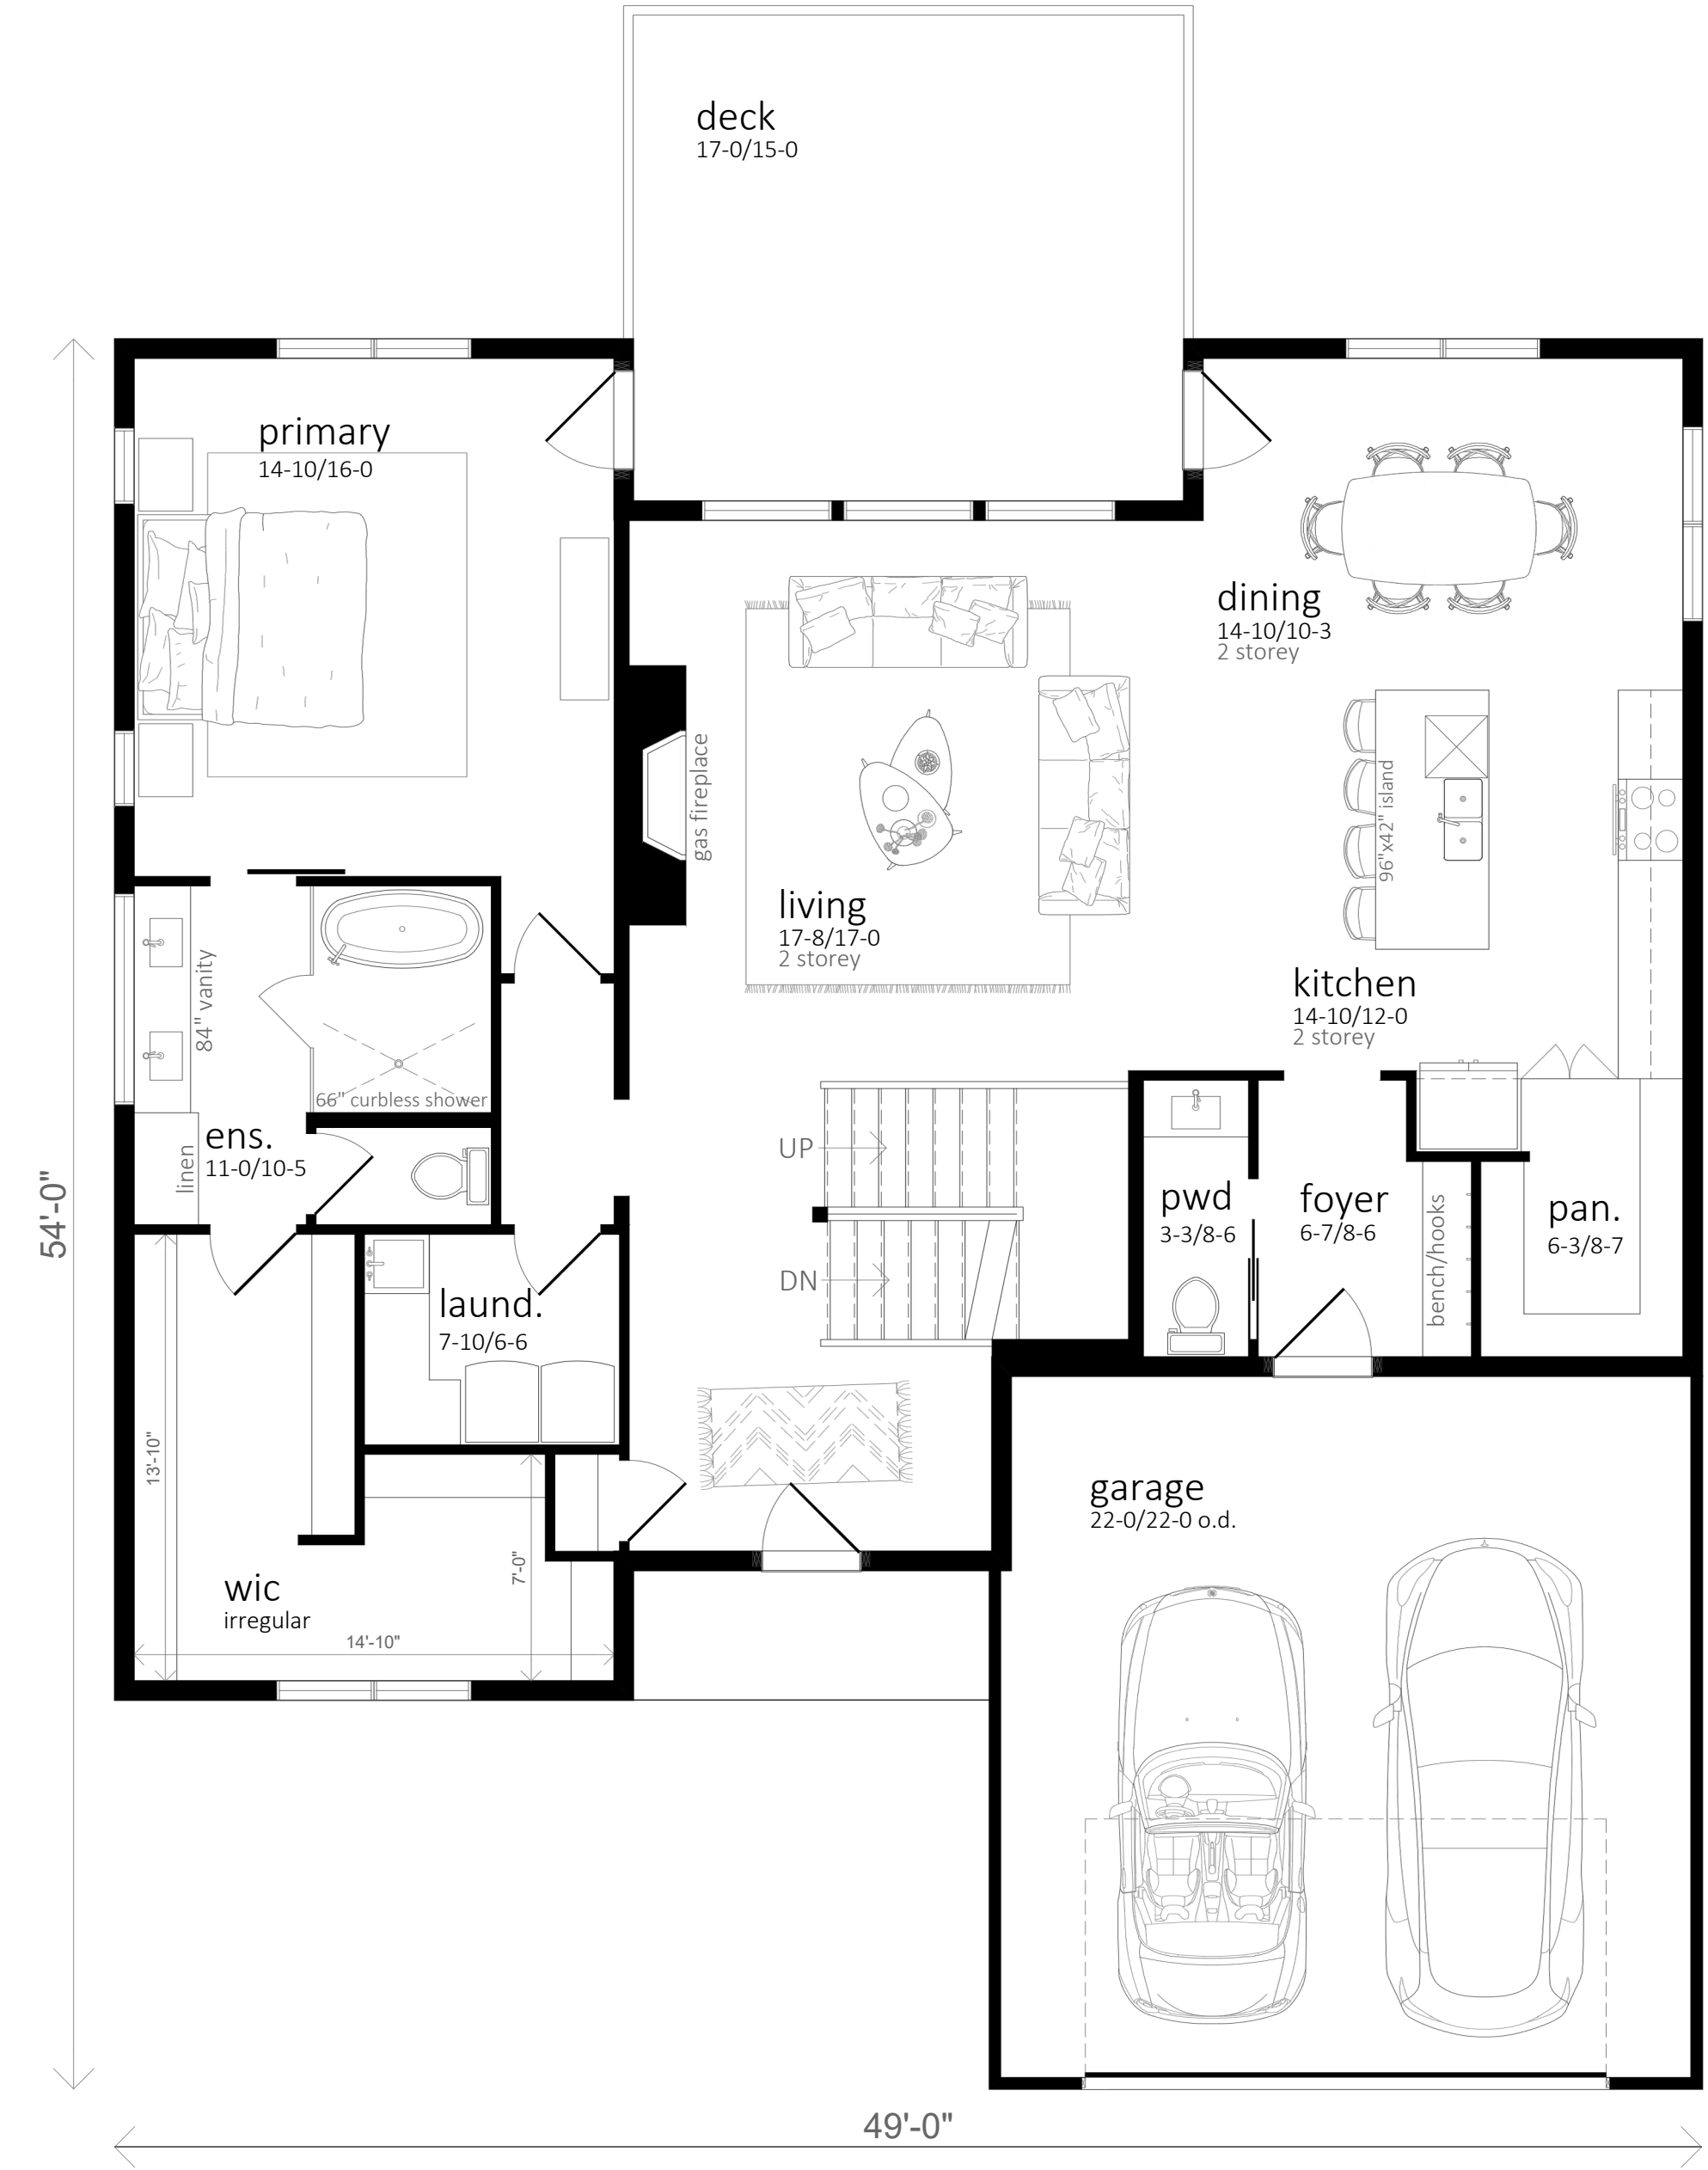 deck
17-0/15-0
primary
14-10/16-0
dining
14-10/10-3
2 storey
gas fireplace
96"x42" island
living
17-8/17-0
2 storey
kitchen
14-10/12-0
2 storey
84" vanity
66" curbless shower
ens.
11-0/10-5
linen
UP
DN
pwd
3-3/8-6
foyer
6-7/8-6
bench/hooks
pan.
6-3/8-7
54'-0"
laund.
7-10/6-6
13'-10"
garage
22-0/22-0 o.d.
7'-0"
wic
irregular
14'-10"
49'-0"